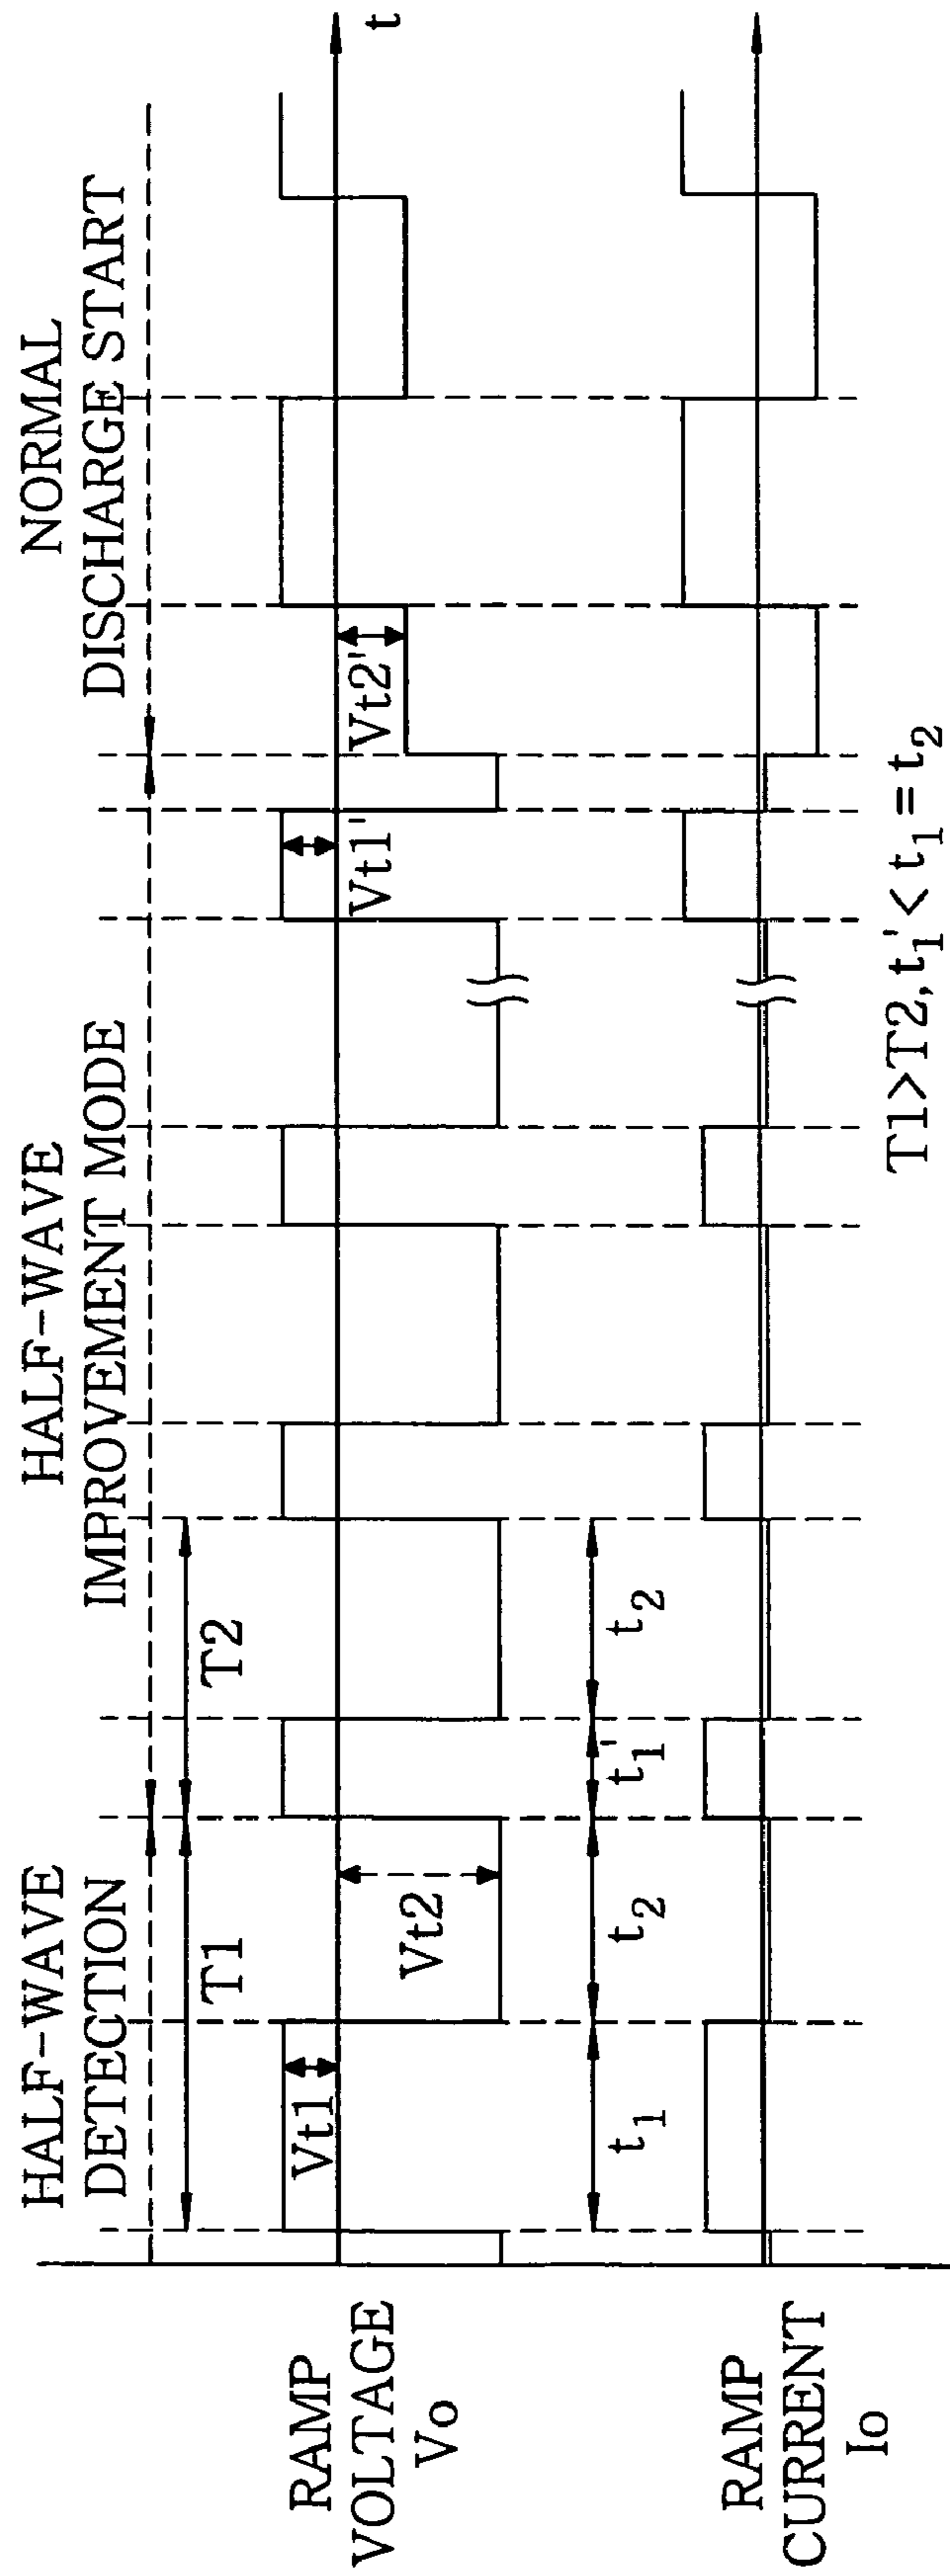 HALF-WAVE
DETECTION
HALF-WAVE
IMPROVEMENT MODE
NORMAL
DISCHARGE START
T1
T2
RAMP
VOLTAGE
Vo
Vt1
Vt2
Vt1'
Vt2'
t
t1
t2
t1'
t2
RAMP
CURRENT
Io
T1>T2, t1'< t1 = t2